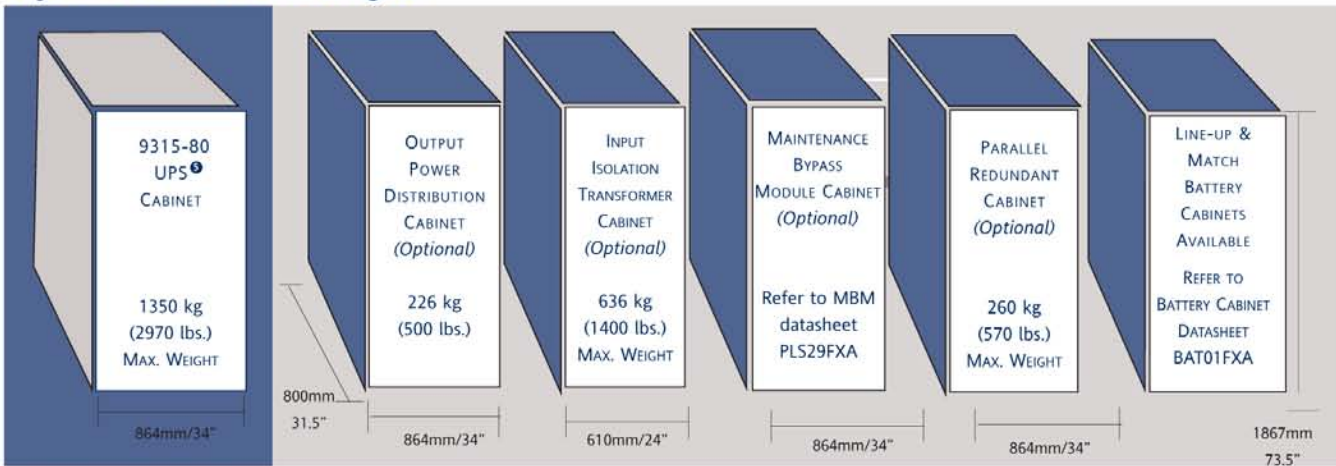 9315-80
UPS❺
CABINET
1350 kg
(2970 lbs.)
MAX. WEIGHT
864mm/34"
OUTPUT
POWER
DISTRIBUTION
CABINET
(Optional)
226 kg
(500 lbs.)
800mm
31.5"
864mm/34"
INPUT
ISOLATION
TRANSFORMER
CABINET
(Optional)
636 kg
(1400 lbs.)
MAX. WEIGHT
610mm/24"
MAINTENANCE
BYPASS
MODULE CABINET
(Optional)
Refer to MBM
datasheet
PLS29FXA
864mm/34"
PARALLEL
REDUNDANT
CABINET
(Optional)
260 kg
(570 lbs.)
MAX. WEIGHT
864mm/34"
LINE-UP &
MATCH
BATTERY
CABINETS
AVAILABLE
REFER TO
BATTERY CABINET
DATASHEET
BAT01FXA
1867mm
73.5"